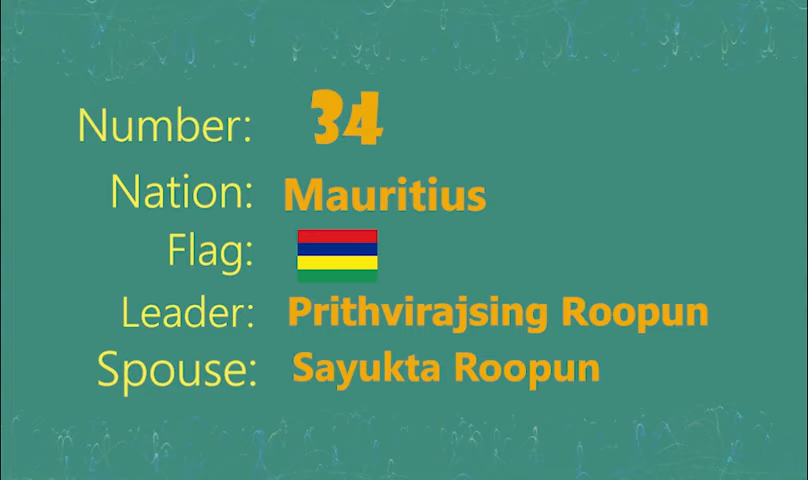 Number: 34
Nation: Mauritius
Flag:
Leader: Prithvirajsing Roopun
Spouse: Sayukta Roopun